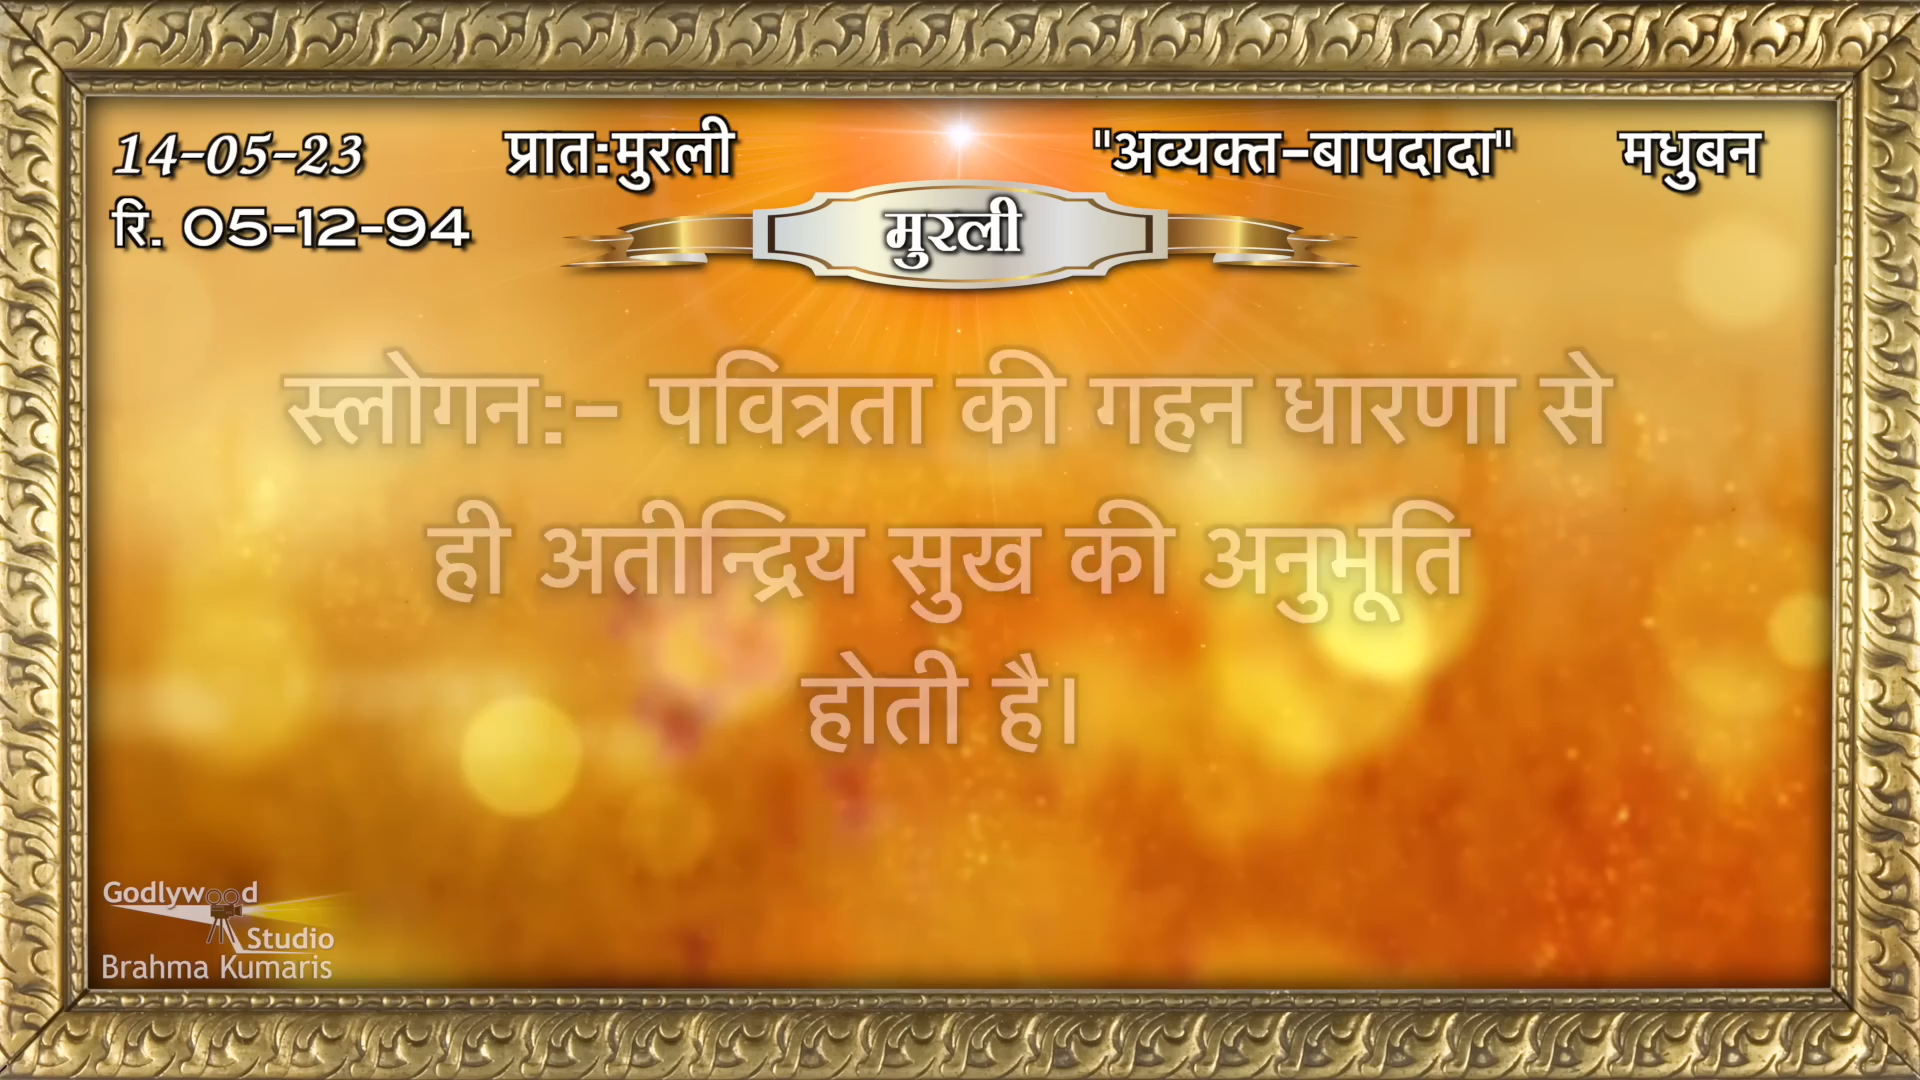 14-05-23 प्रात:मुरली "अव्यक्त-बापदादा" मधुबन
रि. 05-12-94
मुरली
स्लोगन:- पवित्रता की गहन धारणा से
ही अतीन्द्रिय सुख की अनुभूति
होती है।
Godlywood
Studio
Brahma Kumaris